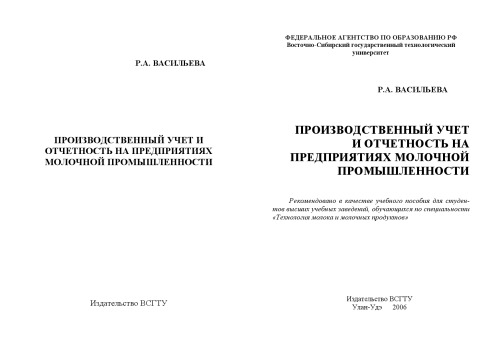 Р.А. ВАСИЛЬЕВА
ПРОИЗВОДСТВЕННЫЙ УЧЕТ И
ОТЧЕТНОСТЬ НА ПРЕДПРИЯТИЯХ
МОЛОЧНОЙ ПРОМЫШЛЕННОСТИ
Издательство ВСГТУ
ФЕДЕРАЛЬНОЕ АГЕНТСТВО ПО ОБРАЗОВАНИЮ РФ
Восточно-Сибирский государственный технологический
университет
Р.А. ВАСИЛЬЕВА
ПРОИЗВОДСТВЕННЫЙ УЧЕТ
И ОТЧЕТНОСТЬ НА
ПРЕДПРИЯТИЯХ МОЛОЧНОЙ
ПРОМЫШЛЕННОСТИ
Рекомендовано в качестве учебного пособия для студен-
тов высших учебных заведений, обучающихся по специальности
«Технология молока и молочных продуктов»
Издательство ВСГТУ
Улан-Удэ 2006